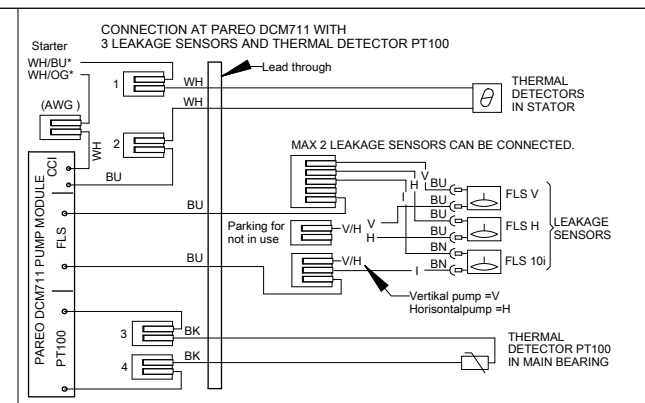 CONNECTION AT PAREO DCM711 WITH
3 LEAKAGE SENSORS AND THERMAL DETECTOR PT100
Starter
WH/BU*
WH/OG*
Lead through
1
WH
THERMAL
DETECTORS
IN STATOR
θ
(AWG )
WH
2
WH
MAX 2 LEAKAGE SENSORS CAN BE CONNECTED.
CCI
BU
V
H
I
BU
FLS V
BU
BU
BU
FLS H
LEAKAGE
SENSORS
BU
FLS
Parking for
not in use
V/H
V
H
BN
BN
FLS 10i
BU
V/H
I
Vertikal pump =V
Horisontalpump =H
PAREO DCM711 PUMP MODULE
PT100
3
BK
4
BK
THERMAL
DETECTOR PT100
IN MAIN BEARING